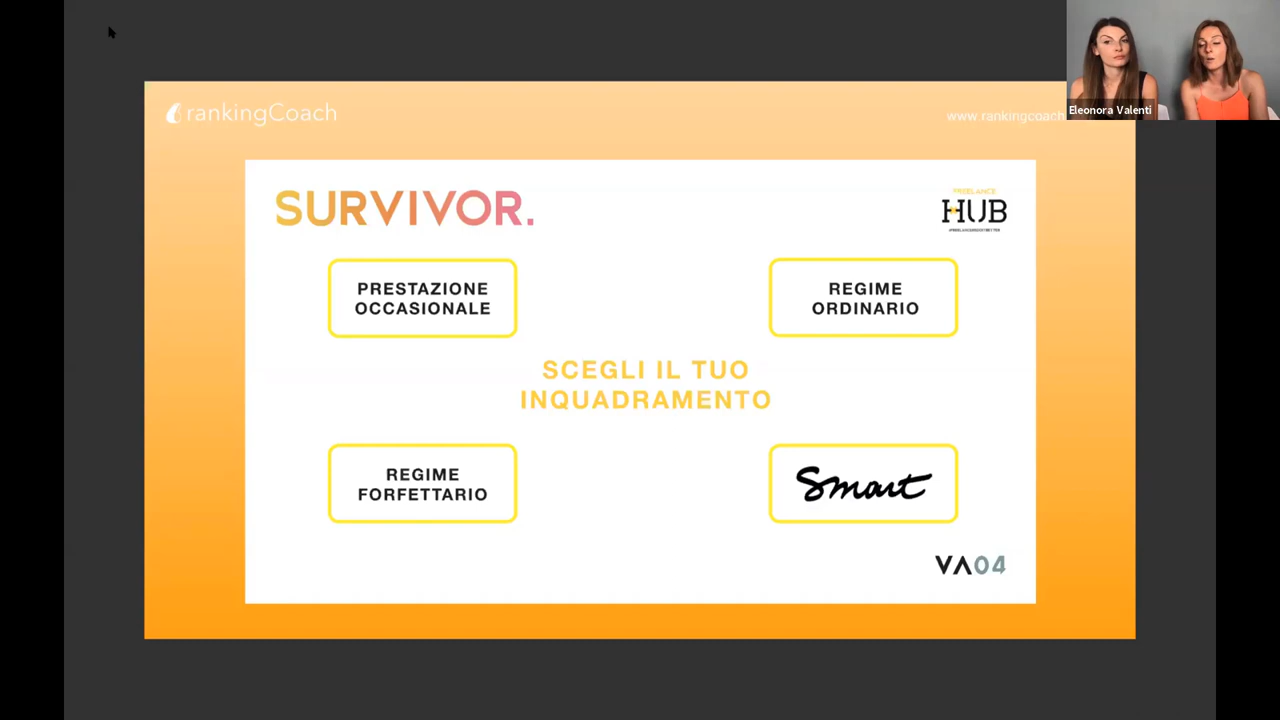 rankingCoach
www.rankingcoach
Eleonora Valenti
SURVIVOR.
FREELANCE
HUB
PRESTAZIONE
OCCASIONALE
REGIME
ORDINARIO
SCEGLI IL TUO
INQUADRAMENTO
REGIME
FORFETTARIO
Smart
VA04